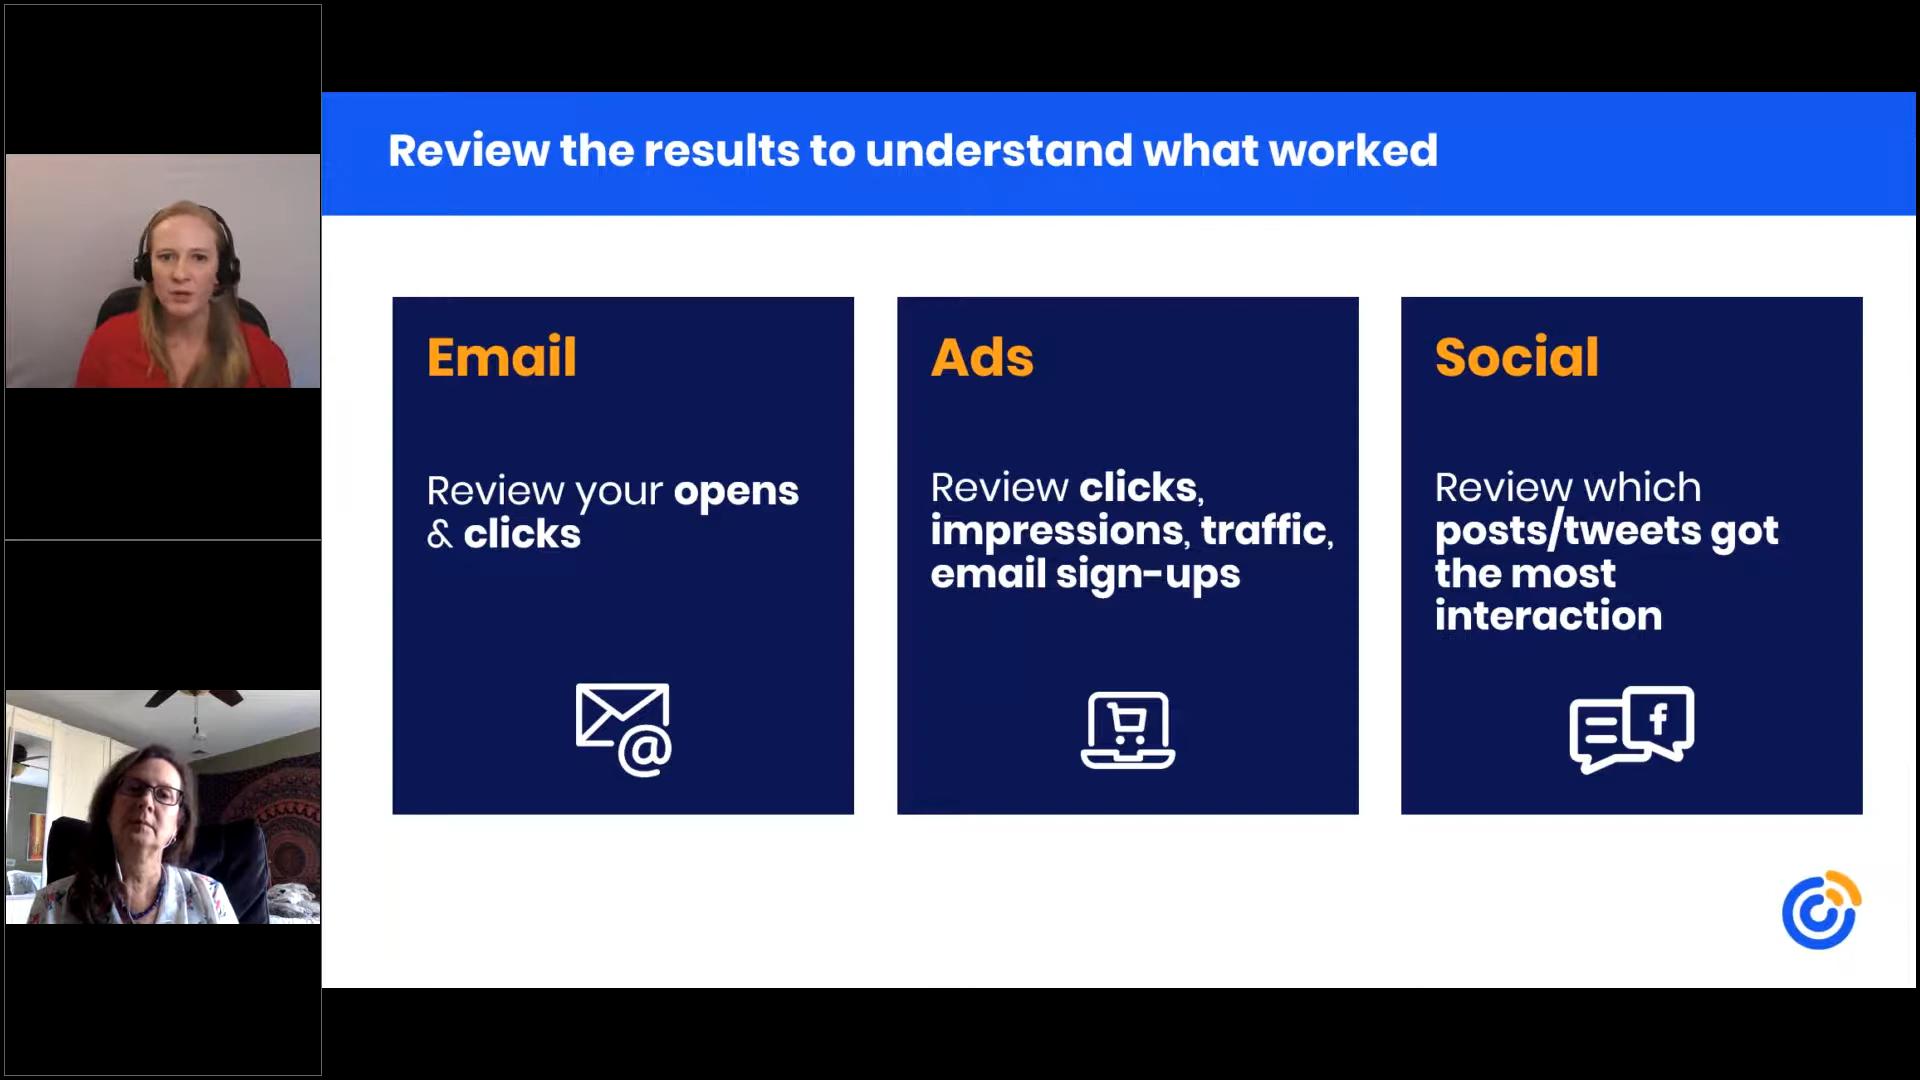 Review the results to understand what worked
Email
Review your opens
& clicks
@
Ads
Review clicks,
impressions, traffic,
email sign-ups
Social
Review which
posts/tweets got
the most
interaction
f